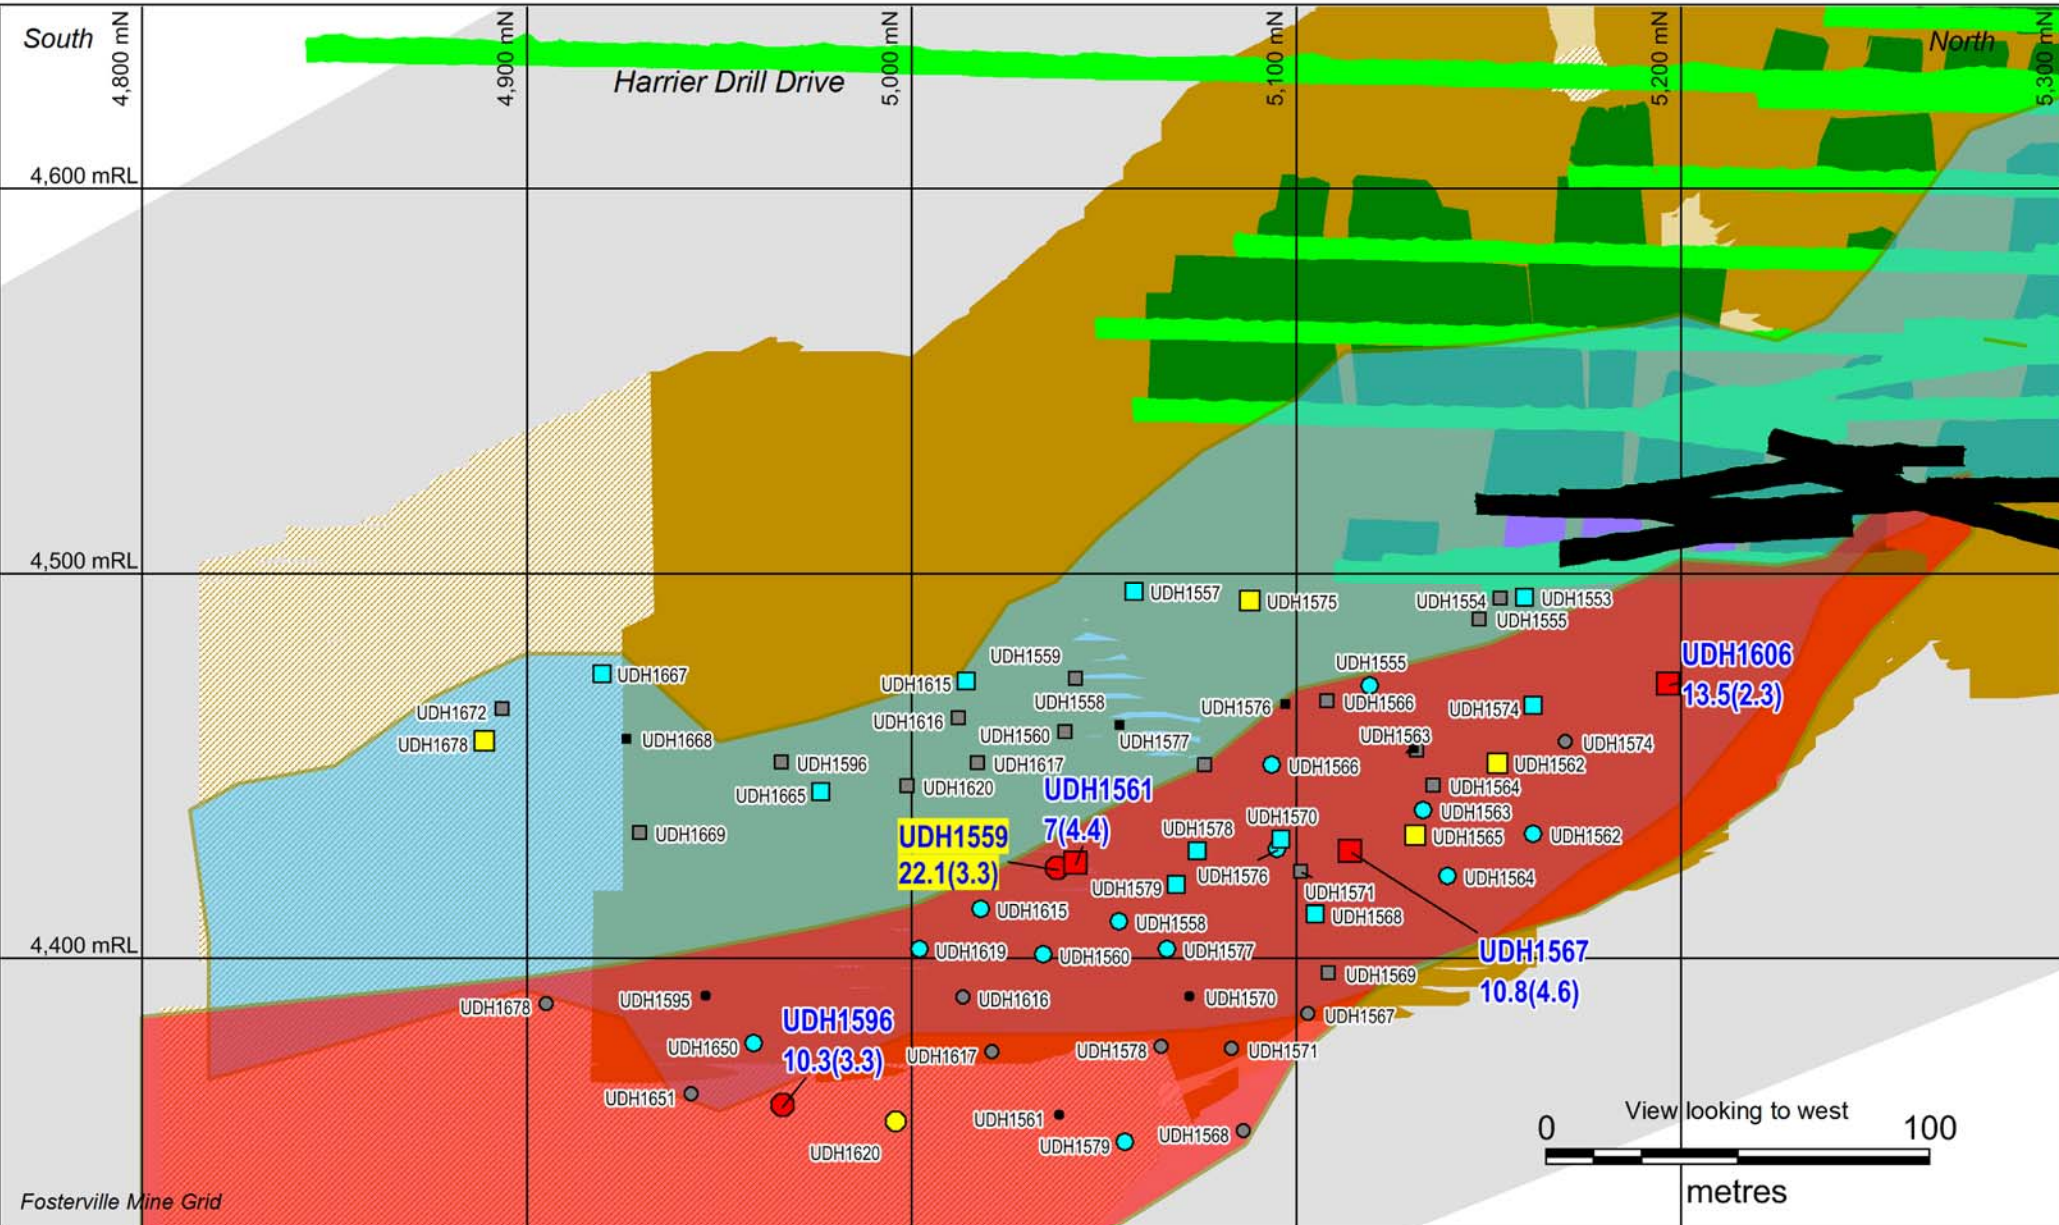 South
4,800 mN
4,900 mN
5,000 mN
5,100 mN
5,200 mN
5,300 mN
North
Harrier Drill Drive
4,600 mRL
4,500 mRL
UDH1557
UDH1575
UDH1554
UDH1553
UDH1555
UDH1559
UDH1555
UDH1606
13.5(2.3)
UDH1667
UDH1615
UDH1558
UDH1576
UDH1566
UDH1574
UDH1672
UDH1616
UDH1678
UDH1668
UDH1560
UDH1577
UDH1563
UDH1574
UDH1596
UDH1617
UDH1566
UDH1562
UDH1665
UDH1620
UDH1561
7(4.4)
UDH1564
UDH1563
UDH1669
UDH1559
22.1(3.3)
UDH1578
UDH1570
UDH1565
UDH1562
UDH1579
UDH1576
UDH1571
UDH1564
UDH1615
UDH1558
UDH1568
4,400 mRL
UDH1619
UDH1560
UDH1577
UDH1567
10.8(4.6)
UDH1569
UDH1678
UDH1595
UDH1616
UDH1570
UDH1567
UDH1596
10.3(3.3)
UDH1650
UDH1617
UDH1578
UDH1571
UDH1651
UDH1561
UDH1620
UDH1579
UDH1568
View looking to west
0
100
metres
Fosterville Mine Grid